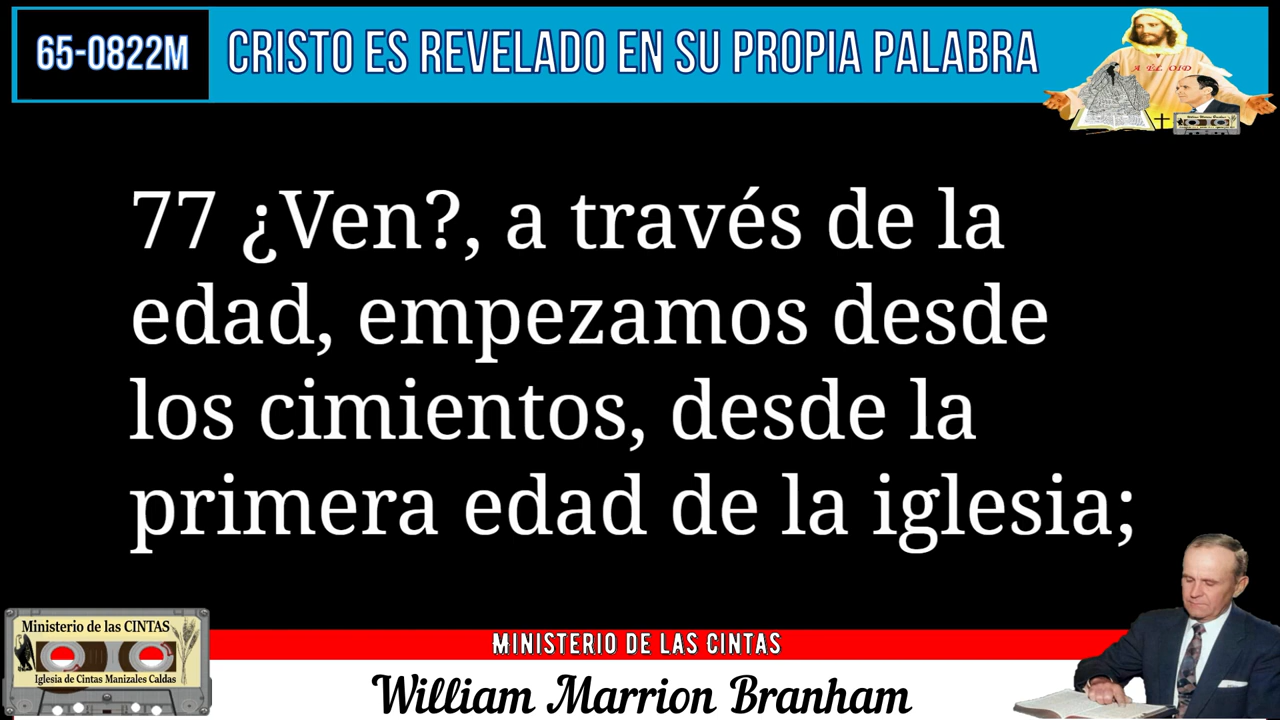 65-0822M CRISTO ES REVELADO EN SU PROPIA PALABRA
A ÉL OID
77 ¿Ven?, a través de la
edad, empezamos desde
los cimientos, desde la
primera edad de la iglesia;
Ministerio de las CINTAS
Iglesia de Cintas Manizales Caldas
MINISTERIO DE LAS CINTAS
William Marrion Branham